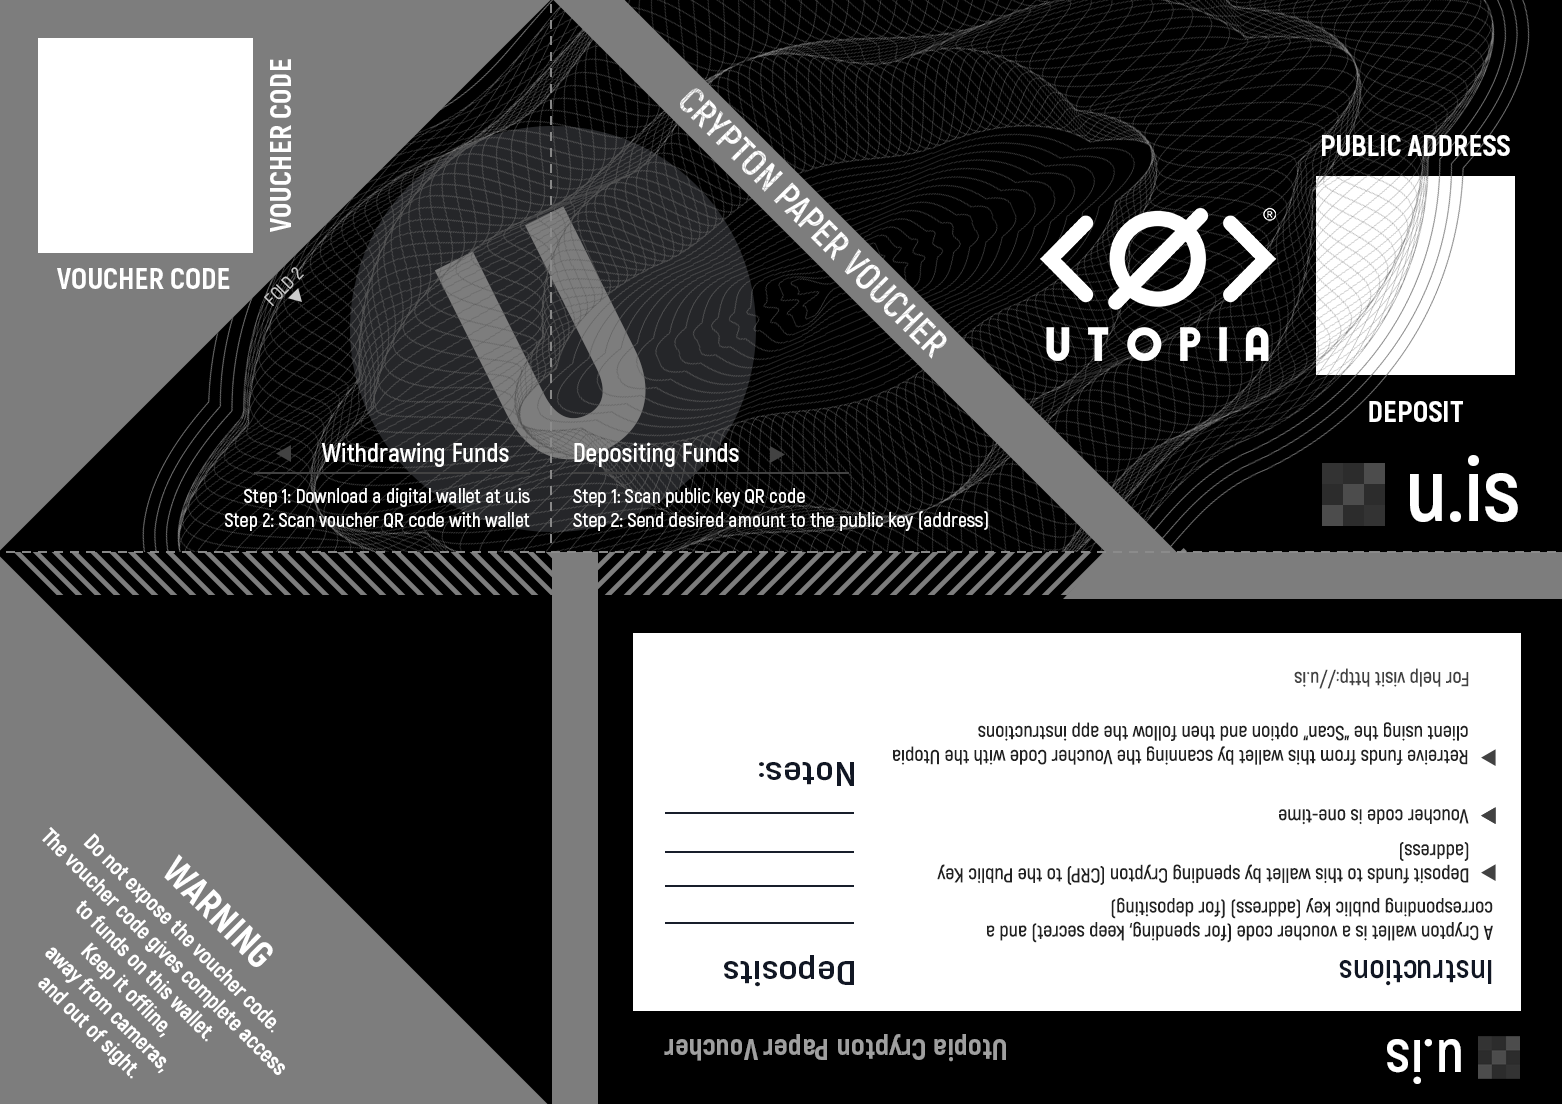 VOUCHER CODE
VOUCHER CODE
FOLD 2
U
CRYPTON PAPER VOUCHER
UTOPIA
®
PUBLIC ADDRESS
DEPOSIT
u.is
Withdrawing Funds
Step 1: Download a digital wallet at u.is
Step 2: Scan voucher QR code with wallet
Depositing Funds
Step 1: Scan public key QR code
Step 2: Send desired amount to the public key (address)
WARNING
Do not expose the voucher code.
The voucher code gives complete access
to funds on this wallet.
Keep it offline,
away from cameras,
and out of sight.
u.is
Utopia Crypton Paper Voucher
Instructions
A Crypton wallet is a voucher code (for spending, keep secret) and a
corresponding public key (address) (for depositing)
Deposit funds to this wallet by spending Crypton (CRP) to the Public Key
(address)
Voucher code is one-time
Retreive funds from this wallet by scanning the Voucher Code with the Utopia
client using the "Scan" option and then follow the app instructions
For help visit http://u.is
Deposits
Notes: